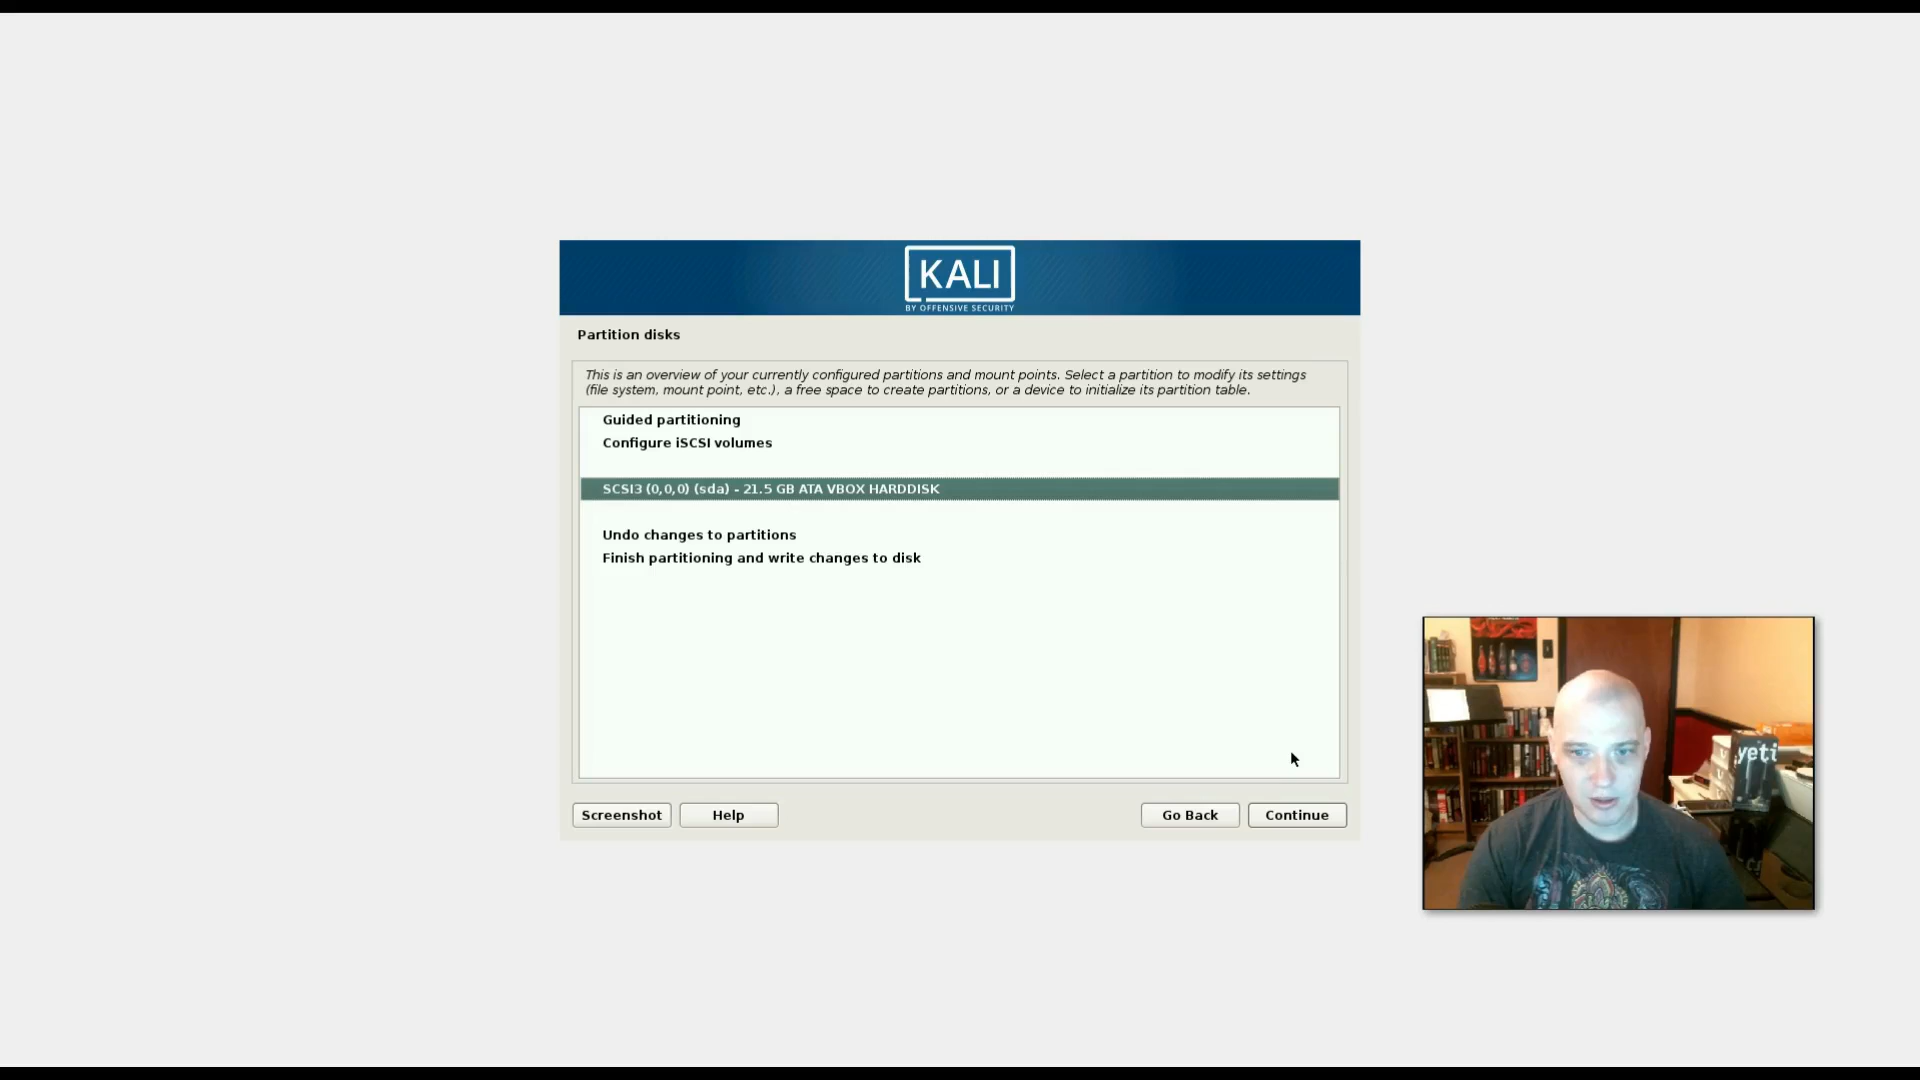 KALI
BY OFFENSIVE SECURITY
Partition disks
This is an overview of your currently configured partitions and mount points. Select a partition to modify its settings
(file system, mount point, etc.), a free space to create partitions, or a device to initialize its partition table.
Guided partitioning
Configure iSCSI volumes
SCSI3 (0,0,0) (sda) - 21.5 GB ATA VBOX HARDDISK
Undo changes to partitions
Finish partitioning and write changes to disk
yeti
Screenshot
Help
Go Back
Continue